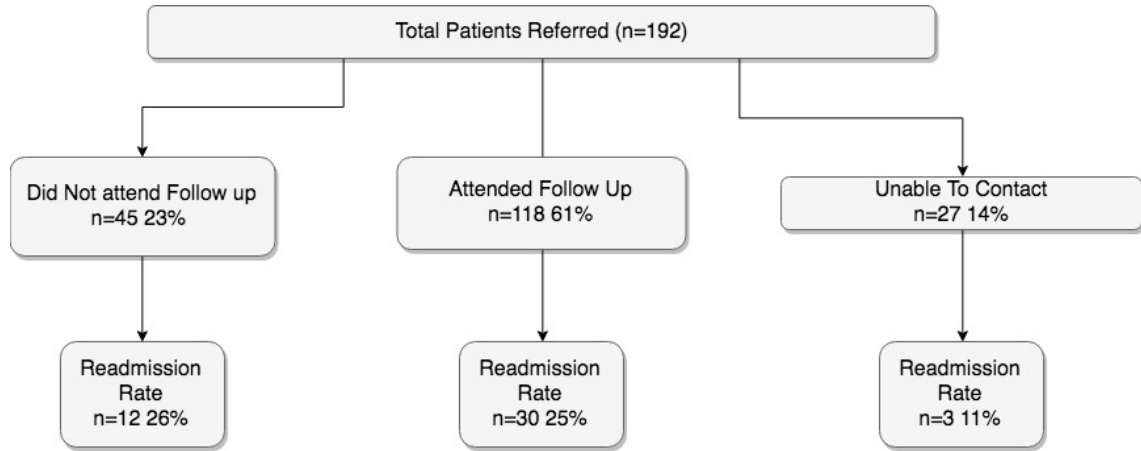 Total Patients Referred (n=192)
Did Not attend Follow up
n=45 23%
Attended Follow Up
n=118 61%
Unable To Contact
n=27 14%
Readmission
Rate
n=12 26%
Readmission
Rate
n=30 25%
Readmission
Rate
n=3 11%